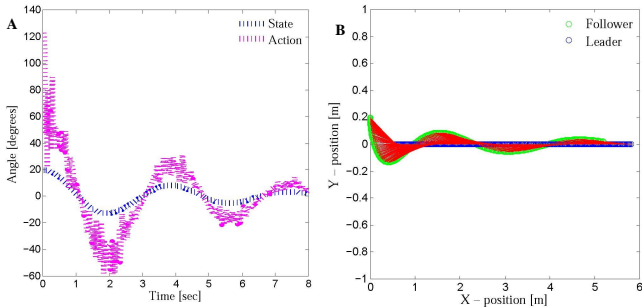 A
State
Action
Angle [degrees]
140
120
100
80
60
40
20
0
−20
−40
−60
0 1 2 3 4 5 6 7 8
Time [sec]
B
Follower
Leader
Y − position [m]
1
0.8
0.6
0.4
0.2
0
−0.2
−0.4
−0.6
−0.8
−1
0 1 2 3 4 5 6
X − position [m]